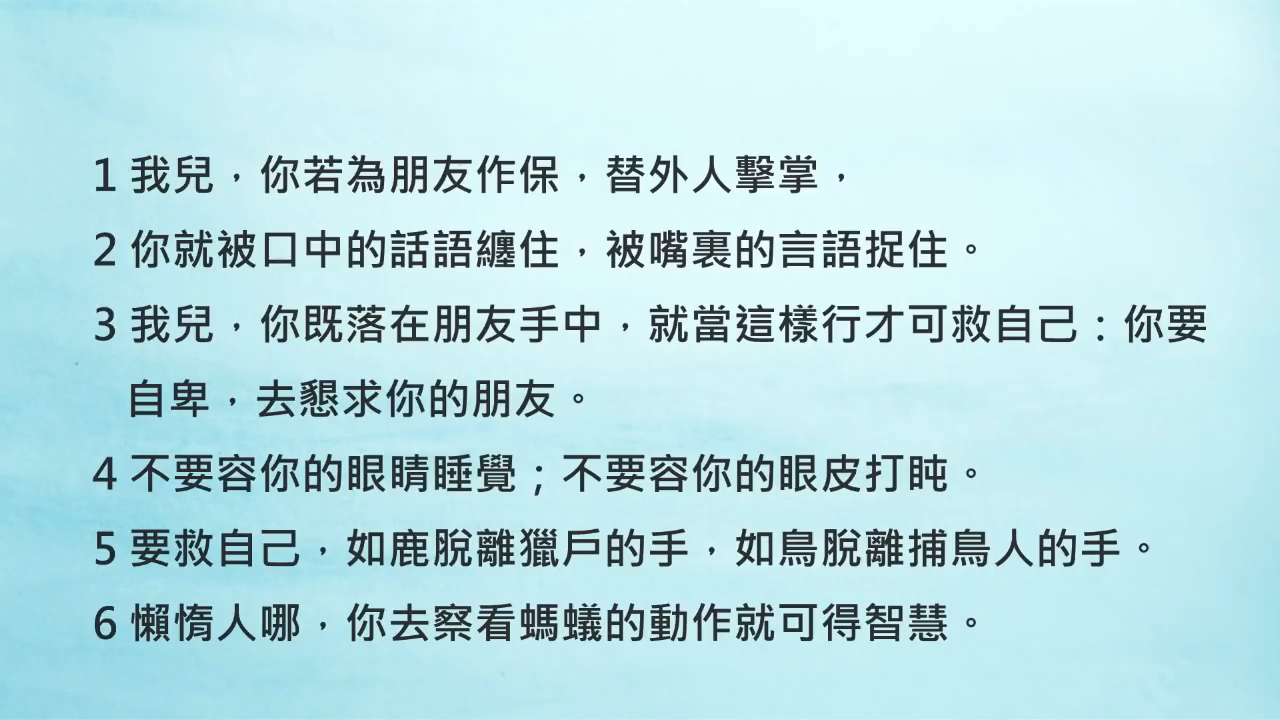 1 我兒，你若為朋友作保，替外人擊掌，
2 你就被口中的話語纏住，被嘴裏的言語捉住。
3 我兒，你既落在朋友手中，就當這樣行才可救自己：你要
自卑，去懇求你的朋友。
4 不要容你的眼睛睡覺；不要容你的眼皮打盹。
5 要救自己，如鹿脫離獵戶的手，如鳥脫離捕鳥人的手。
6 懶惰人哪，你去察看螞蟻的動作就可得智慧。